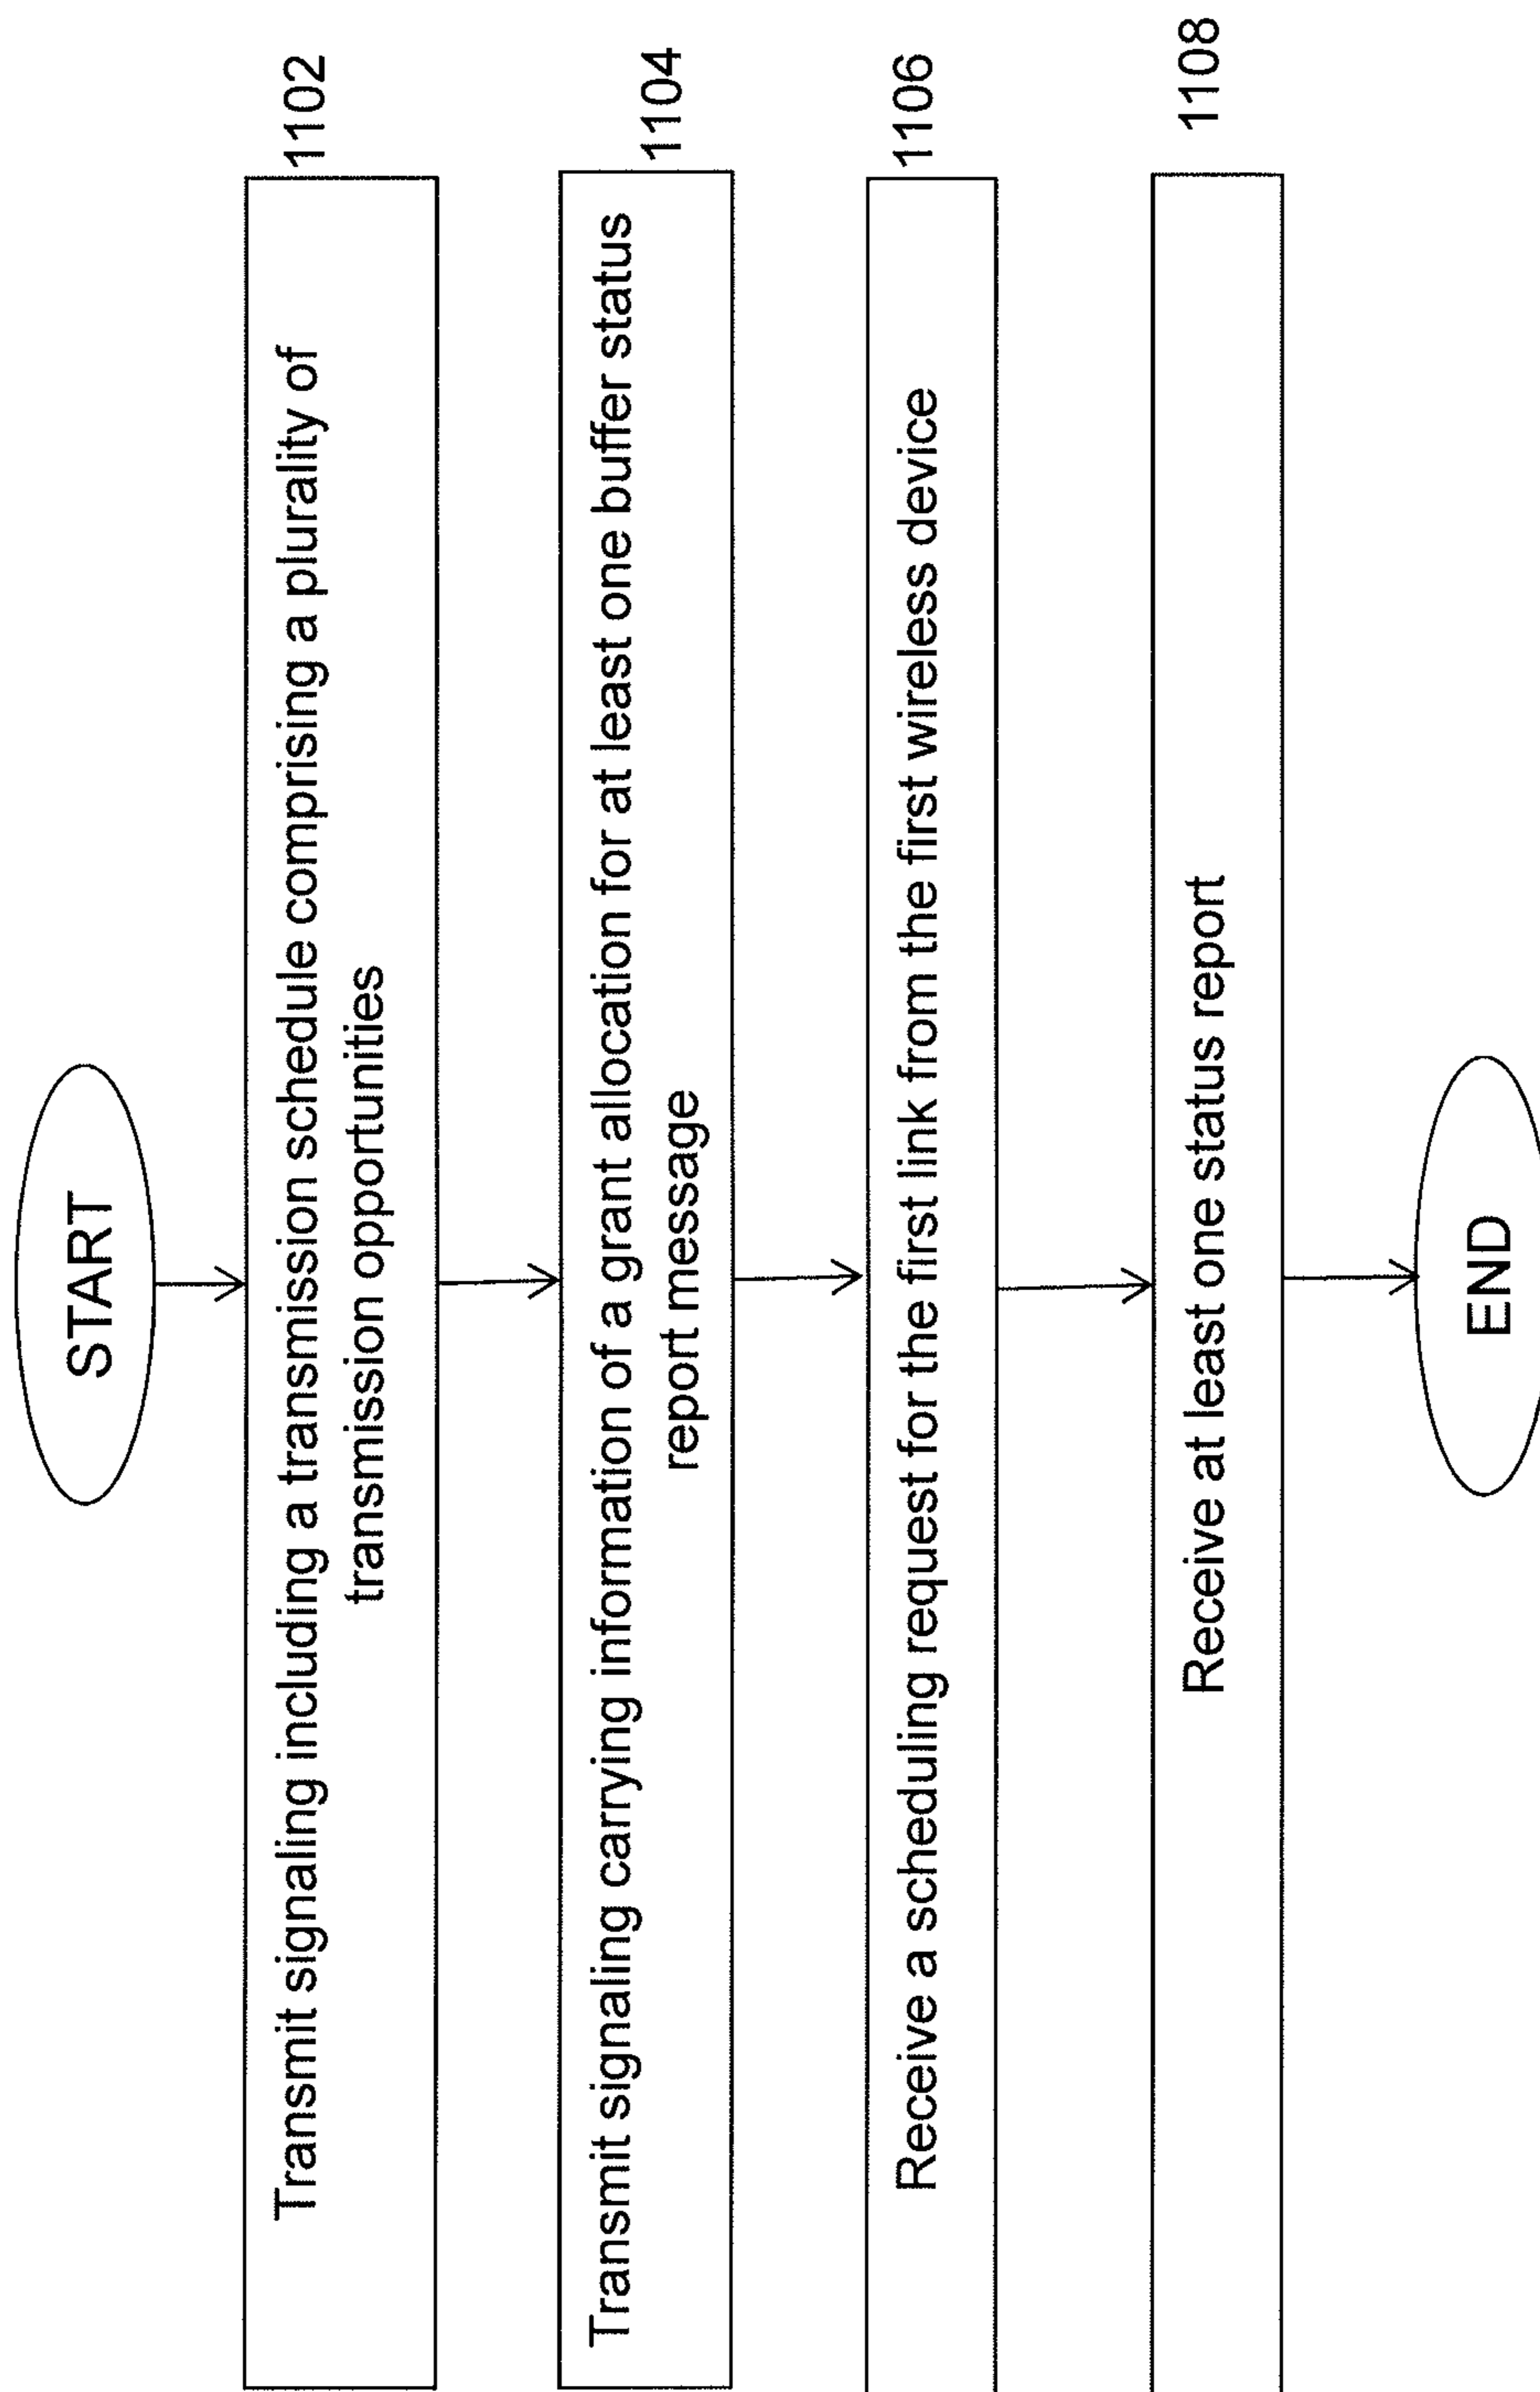 START
Transmit signaling including a transmission schedule comprising a plurality of
transmission opportunities
1102
Transmit signaling carrying information of a grant allocation for at least one buffer status
report message
1104
Receive a scheduling request for the first link from the first wireless device
1106
Receive at least one status report
1108
END